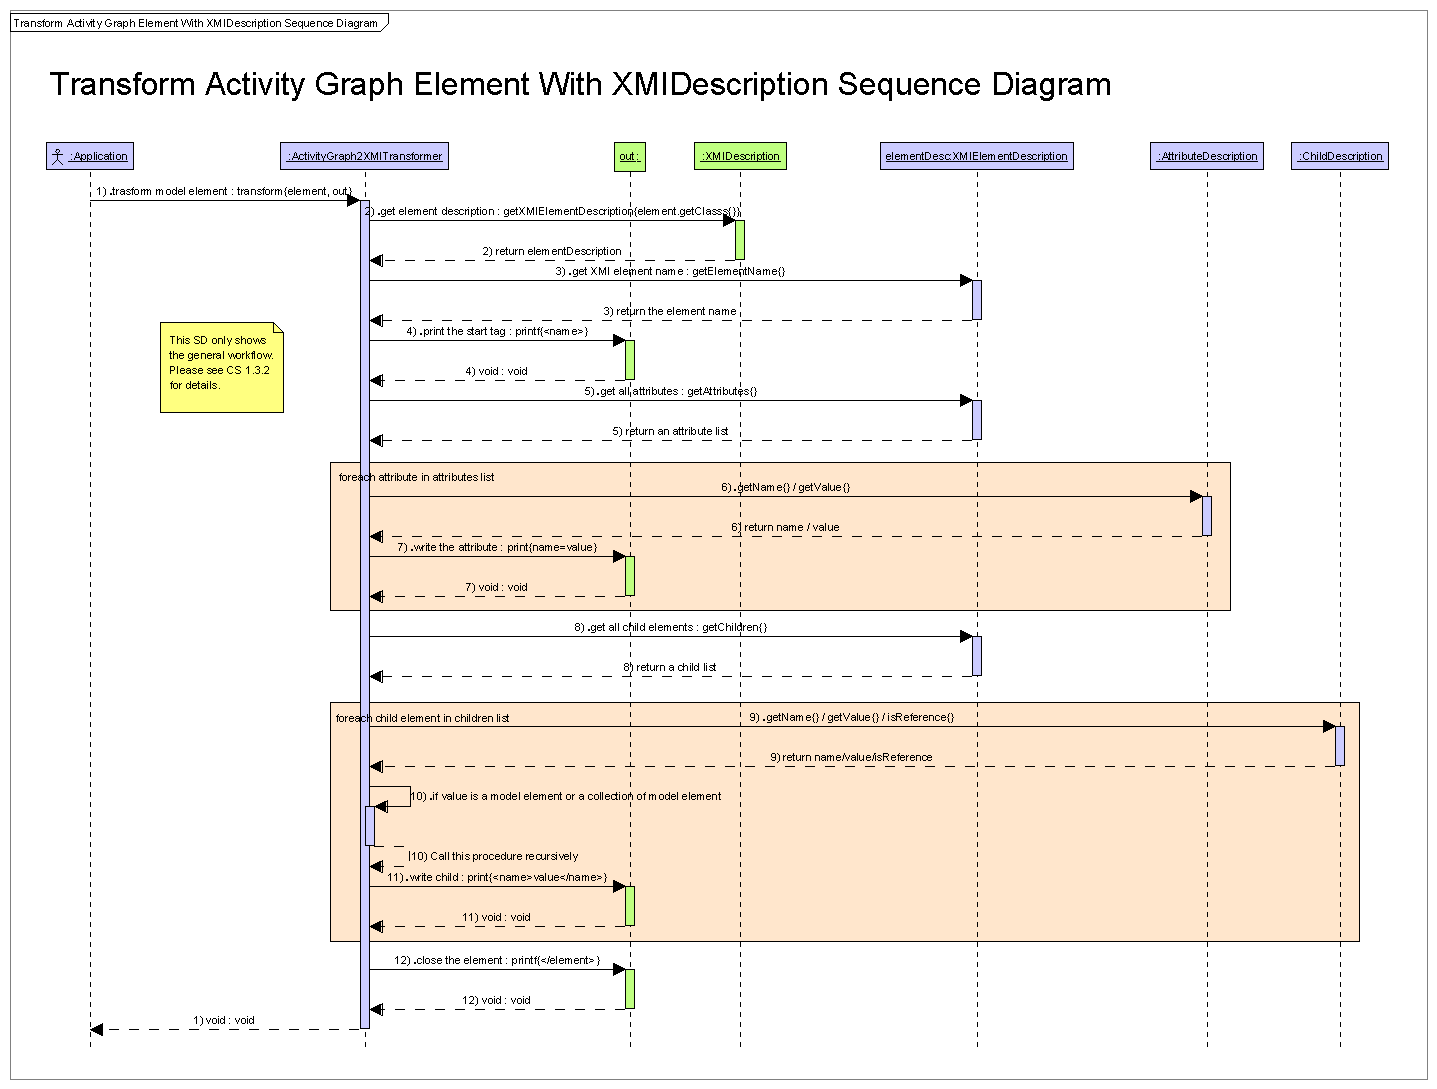 Transform Activity Graph Element With XMIDescription Sequence Diagram
Transform Activity Graph Element With XMIDescription Sequence Diagram
:Application
:ActivityGraph2XMITransformer
out:
:XMIDescription
elementDesc:XMIElementDescription
:AttributeDescription
:ChildDescription
1) .trasform model element : transform{element, out}
2) .get element description : getXMIElementDescription{element.getClasss{}}
2) return elementDescription
3) .get XMI element name : getElementName{}
3) return the element name
This SD only shows
the general workflow.
Please see CS 1.3.2
for details.
4) .print the start tag : printf{<name>}
4) void : void
5) .get all attributes : getAttributes{}
5) return an attribute list
foreach attribute in attributes list
6) .getName{} / getValue{}
6) return name / value
7) .write the attribute : print{name=value}
7) void : void
8) .get all child elements : getChildren{}
8) return a child list
foreach child element in children list
9) .getName{} / getValue{} / isReference{}
9) return name/value/isReference
10) .if value is a model element or a collection of model element
10) Call this procedure recursively
11) .write child : print{<name>value</name>}
11) void : void
12) .close the element : printf{</element>}
12) void : void
1) void : void